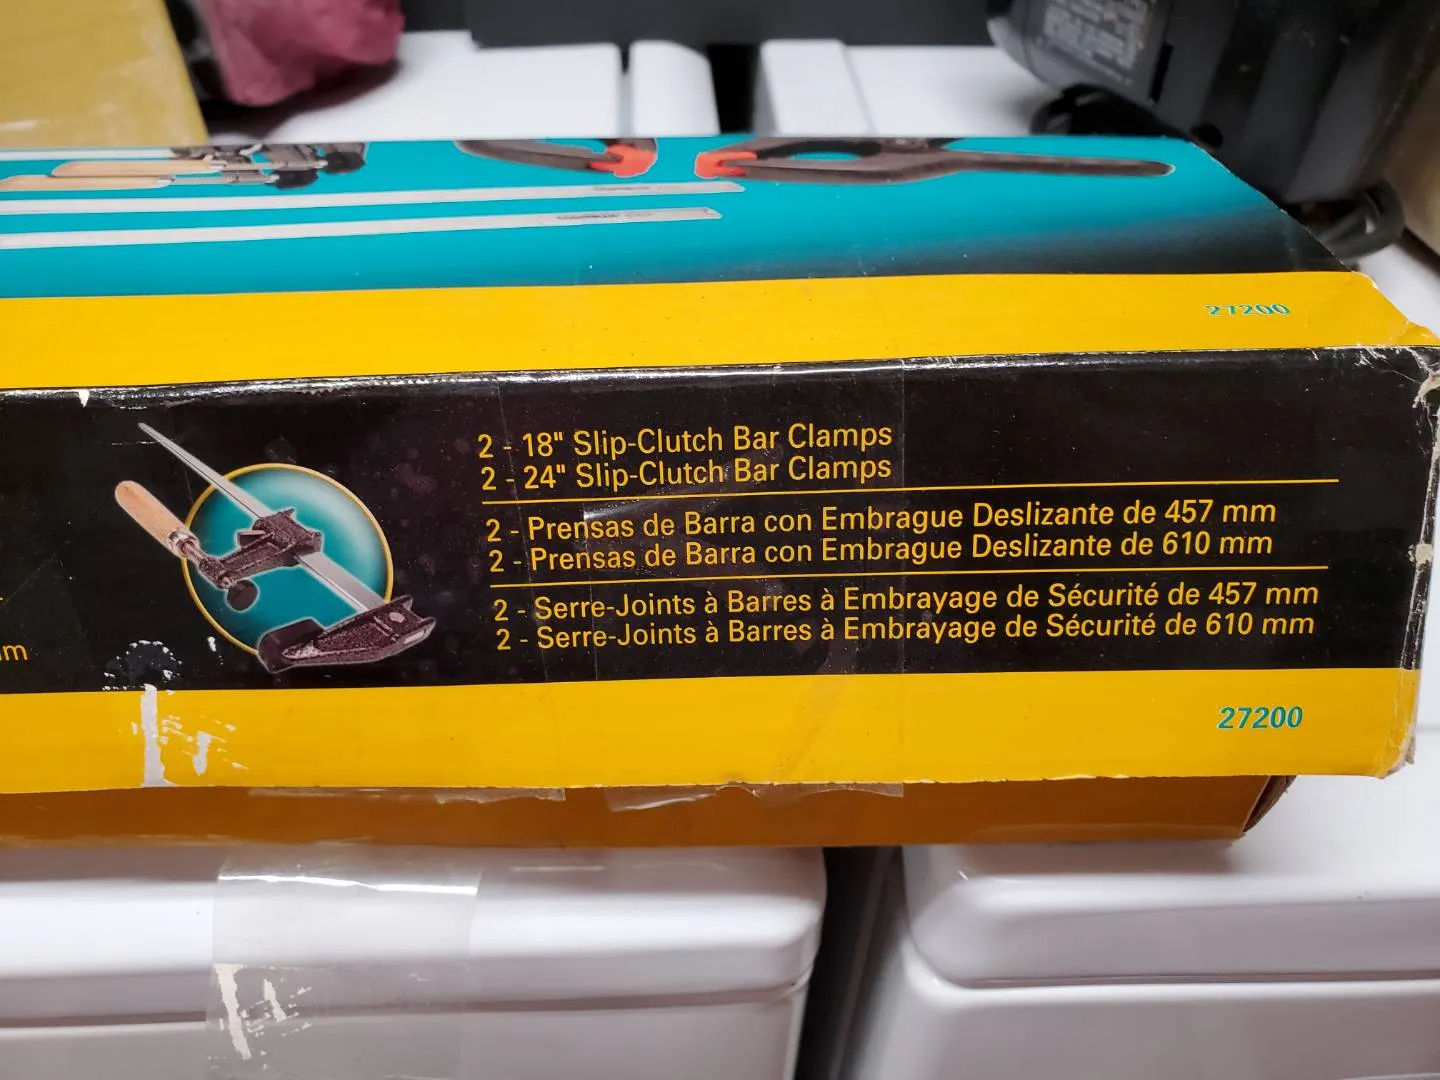 27200
2 - 18" Slip-Clutch Bar Clamps
2 - 24" Slip-Clutch Bar Clamps
2 - Prensas de Barra con Embrague Deslizante de 457 mm
2 - Prensas de Barra con Embrague Deslizante de 610 mm
2 - Serre-Joints à Barres à Embrayage de Sécurité de 457 mm
2 - Serre-Joints à Barres à Embrayage de Sécurité de 610 mm
27200